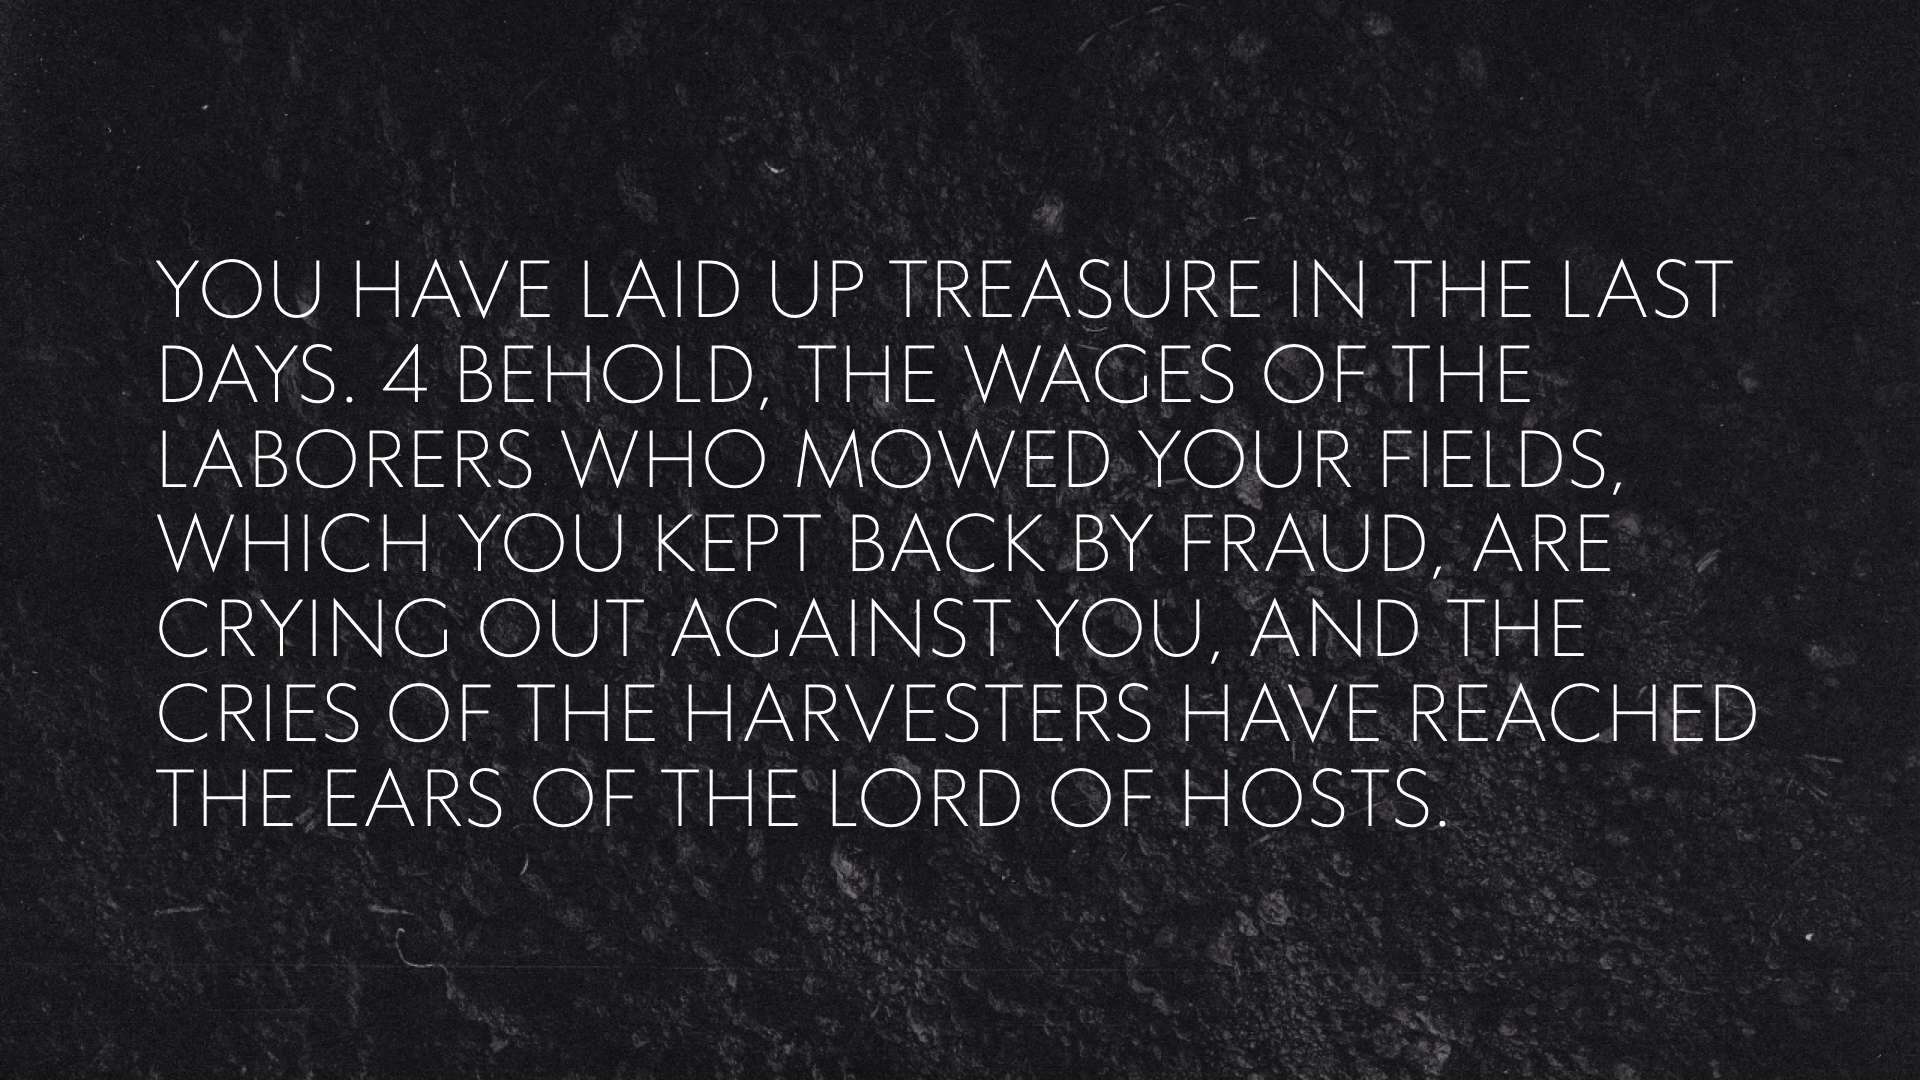 YOU HAVE LAID UP TREASURE IN THE LAST
DAYS. 4 BEHOLD, THE WAGES OF THE
LABORERS WHO MOWED YOUR FIELDS,
WHICH YOU KEPT BACK BY FRAUD, ARE
CRYING OUT AGAINST YOU, AND THE
CRIES OF THE HARVESTERS HAVE REACHED
THE EARS OF THE LORD OF HOSTS.